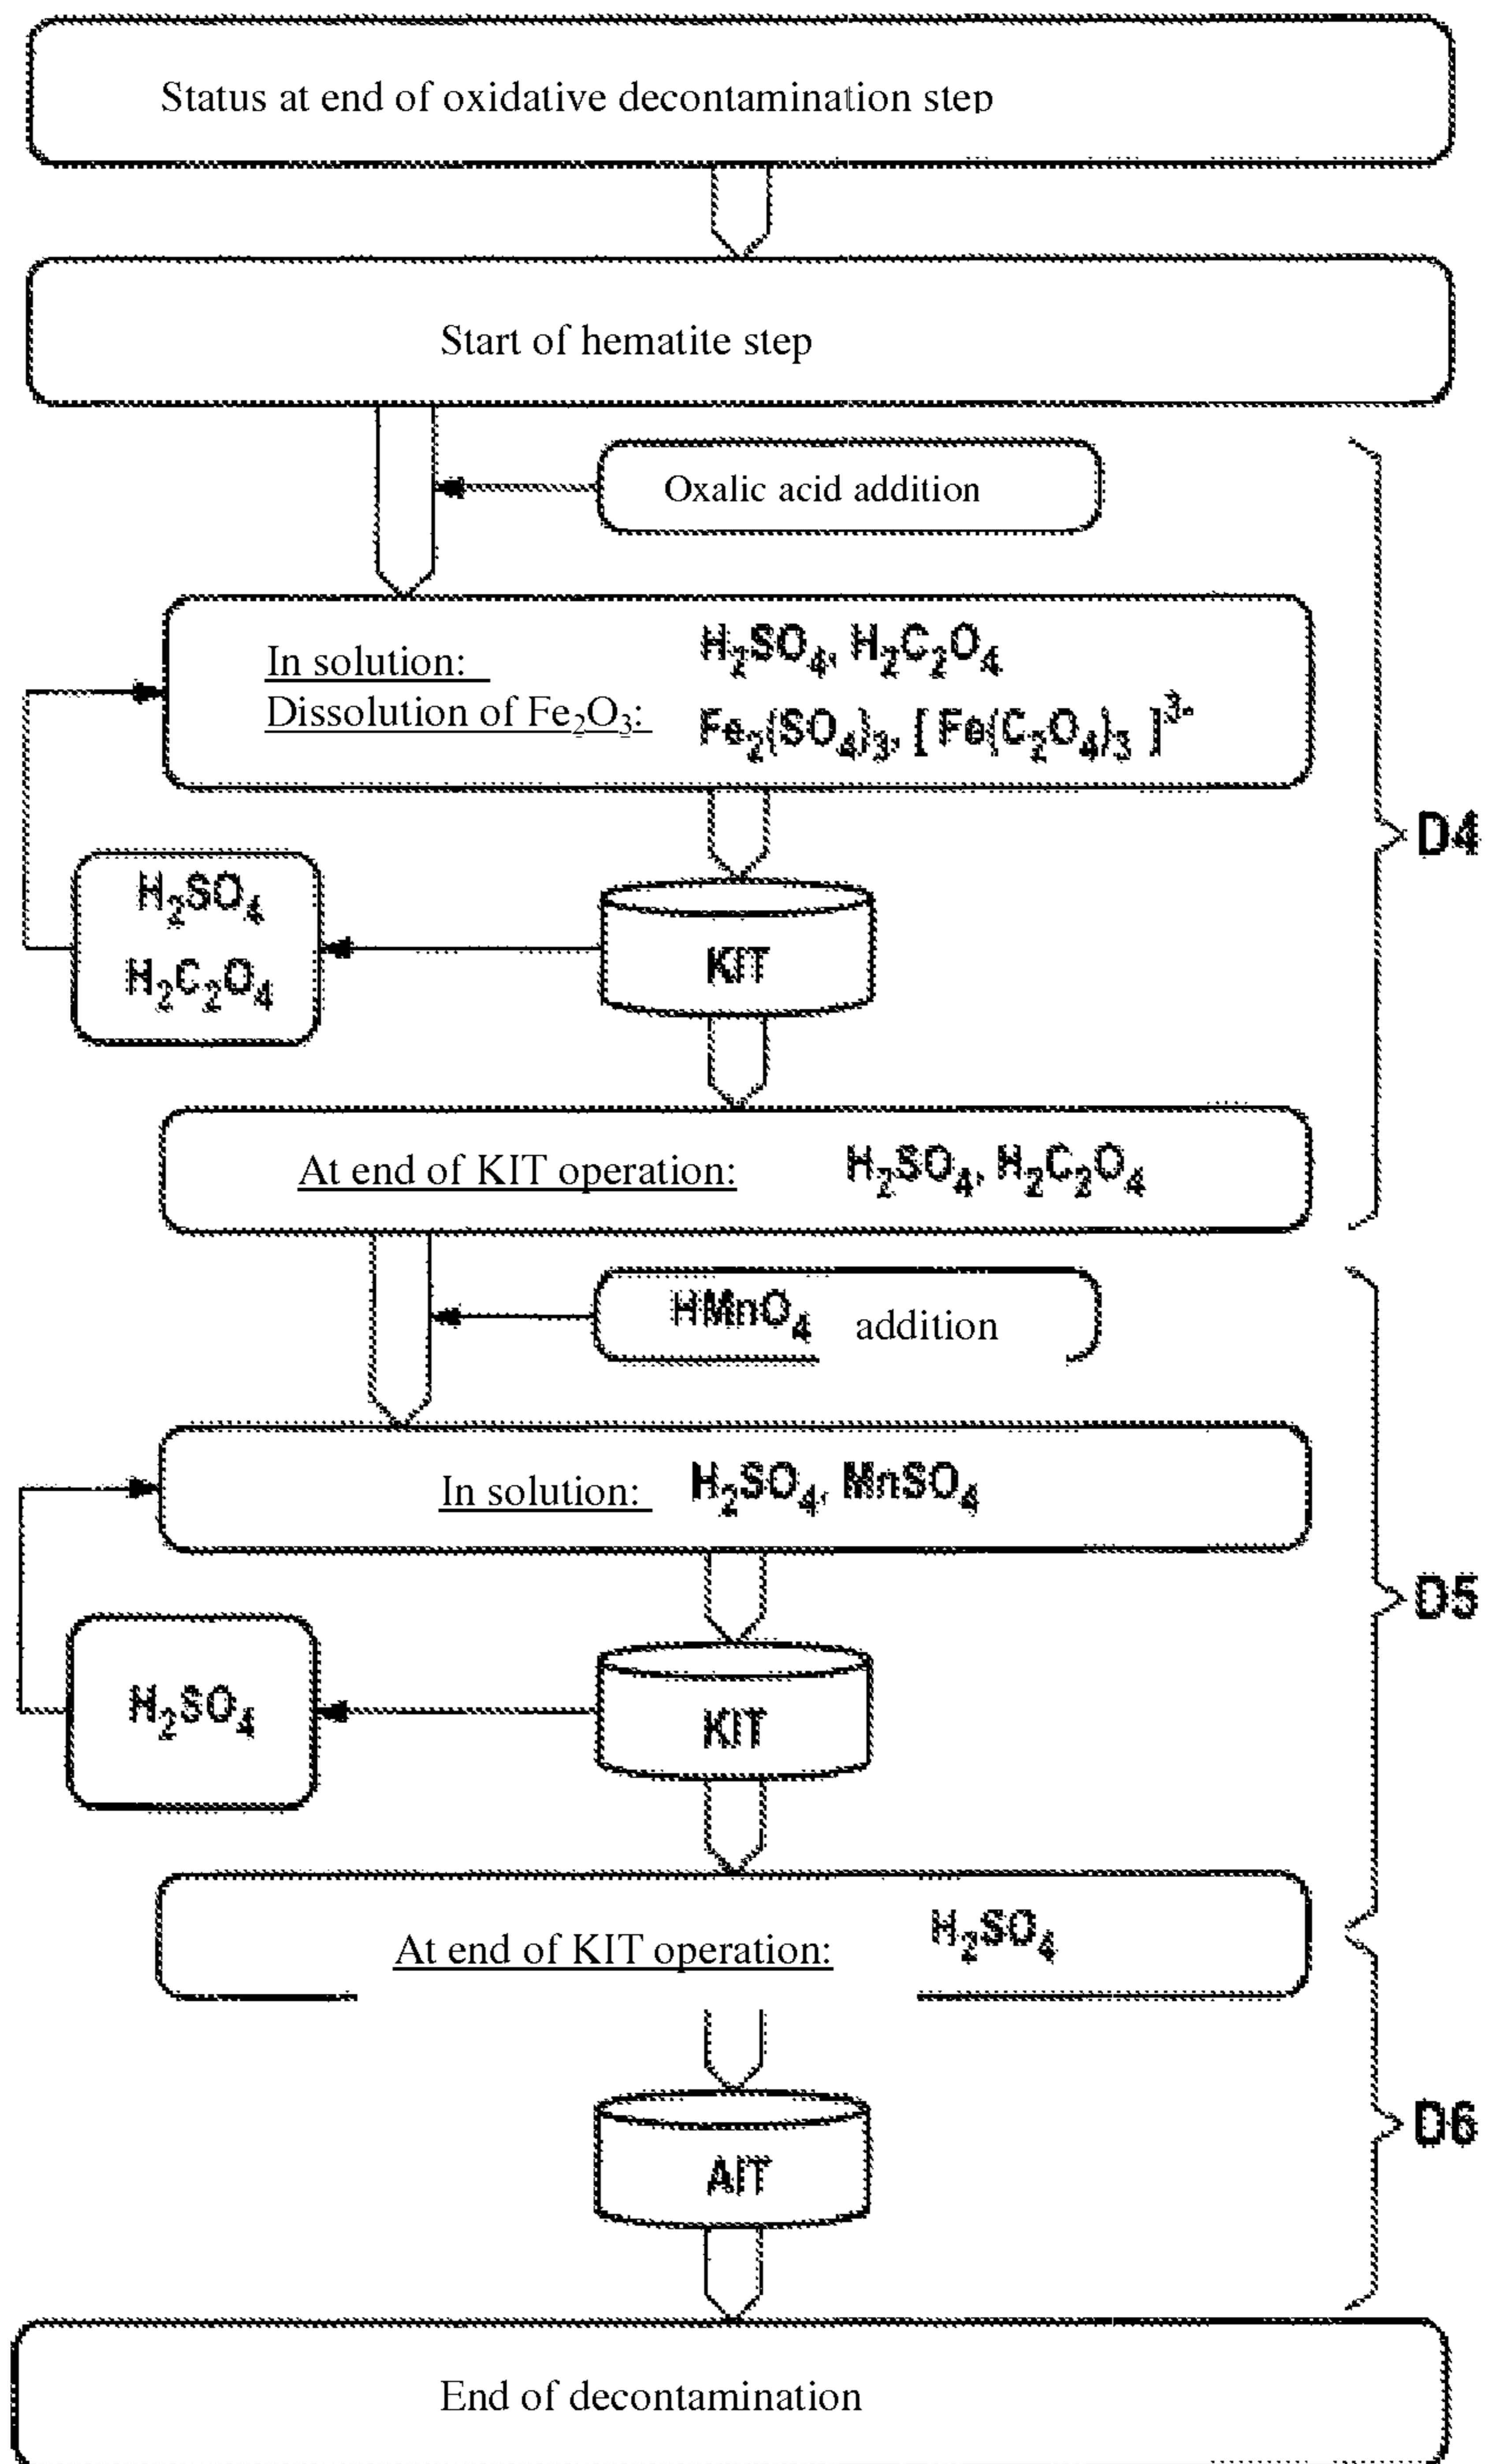 Status at end of oxidative decontamination step
Start of hematite step
Oxalic acid addition
In solution: H₂SO₄, H₂C₂O₄
Dissolution of Fe₂O₃: Fe₂(SO₄)₃, [ Fe(C₂O₄)₃ ]³⁻
D4
H₂SO₄
H₂C₂O₄
KIT
At end of KIT operation: H₂SO₄, H₂C₂O₄
HMnO₄ addition
In solution: H₂SO₄, MnSO₄
D5
H₂SO₄
KIT
At end of KIT operation: H₂SO₄
AIT
D6
End of decontamination